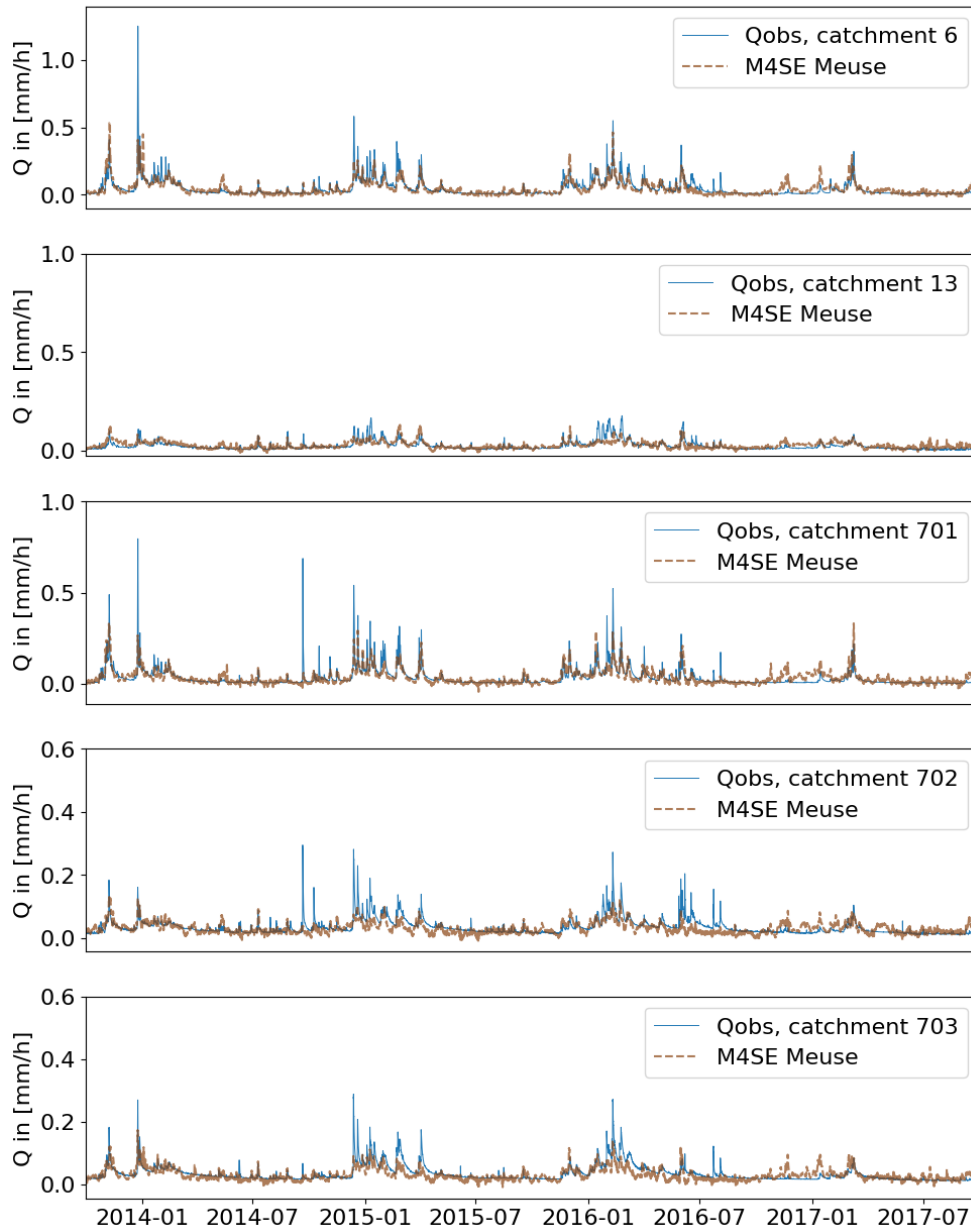 Q in [mm/h]
1.0
0.5
0.0
Qobs, catchment 6
M4SE Meuse
Q in [mm/h]
1.0
0.5
0.0
Qobs, catchment 13
M4SE Meuse
Q in [mm/h]
1.0
0.5
0.0
Qobs, catchment 701
M4SE Meuse
Q in [mm/h]
0.6
0.4
0.2
0.0
Qobs, catchment 702
M4SE Meuse
Q in [mm/h]
0.6
0.4
0.2
0.0
Qobs, catchment 703
M4SE Meuse
2014-01 2014-07 2015-01 2015-07 2016-01 2016-07 2017-01 2017-07